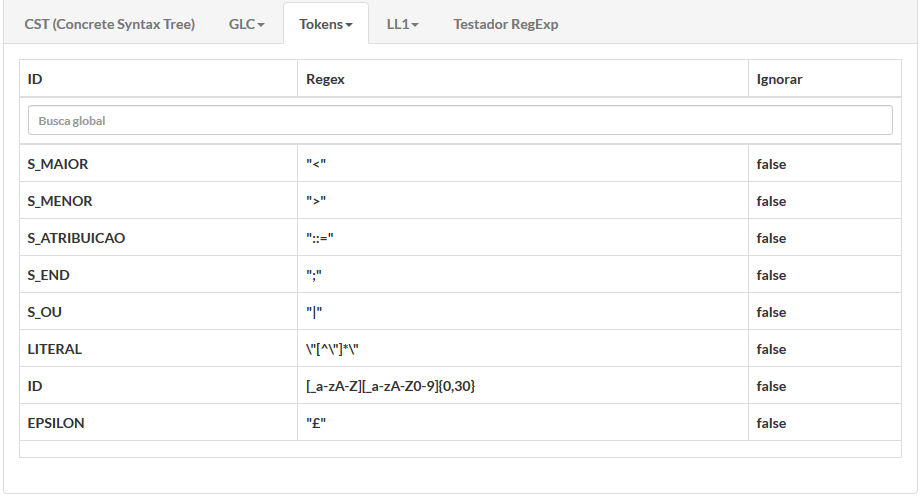 CST (Concrete Syntax Tree) GLC Tokens LL1 Testador RegExp
ID Regex Ignorar
Busca global
S_MAIOR "<" false
S_MENOR ">" false
S_ATRIBUICAO "::=" false
S_END ";" false
S_OU "|" false
LITERAL \"[^\"]*\" false
ID [_a-zA-Z][_a-zA-Z0-9]{0,30} false
EPSILON "£" false